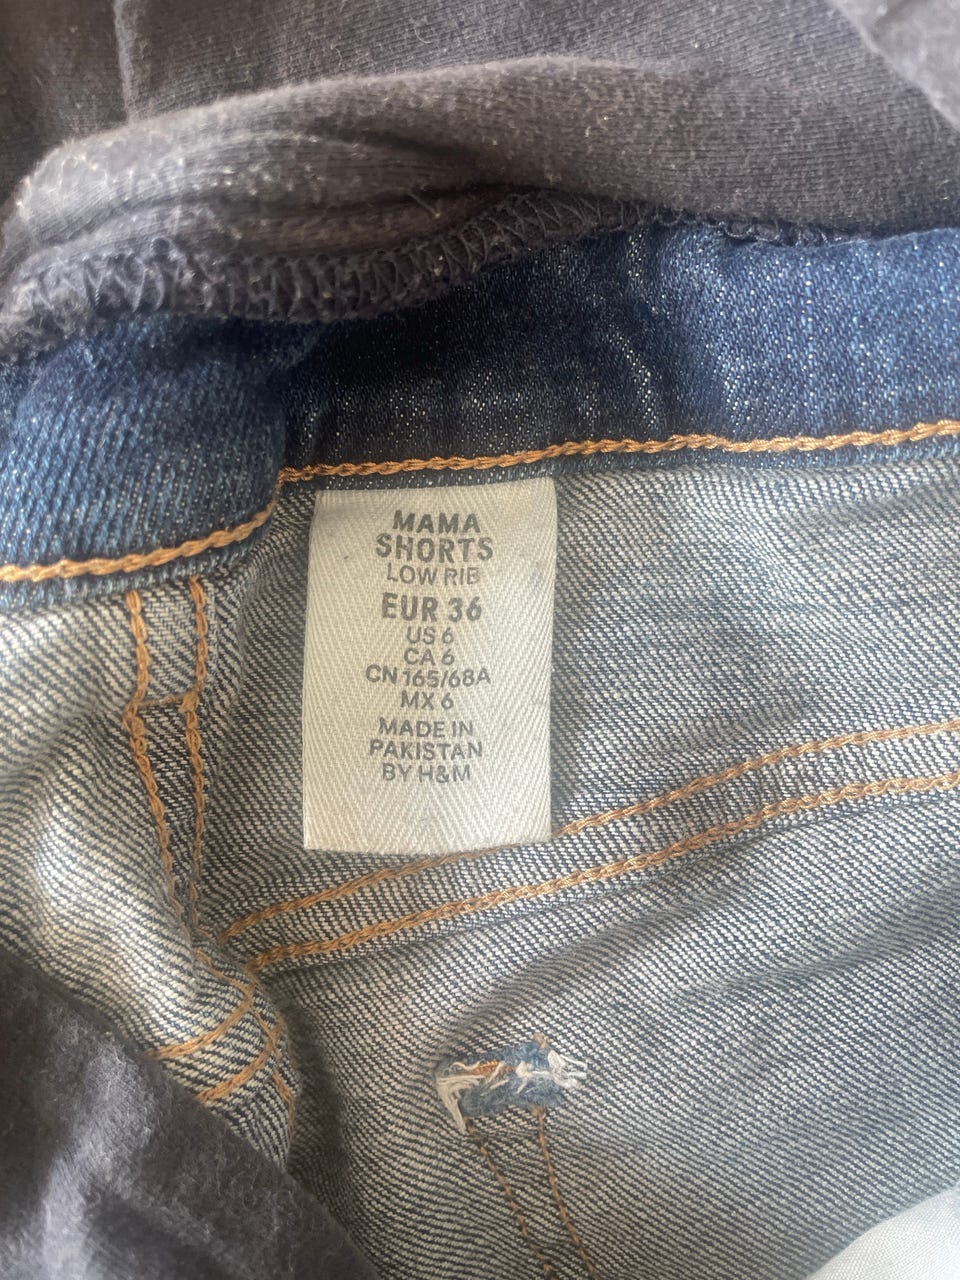 MAMA
SHORTS
LOW RIB
EUR 36
US 6
CA 6
CN 165/68A
MX 6
MADE IN
PAKISTAN
BY H&M